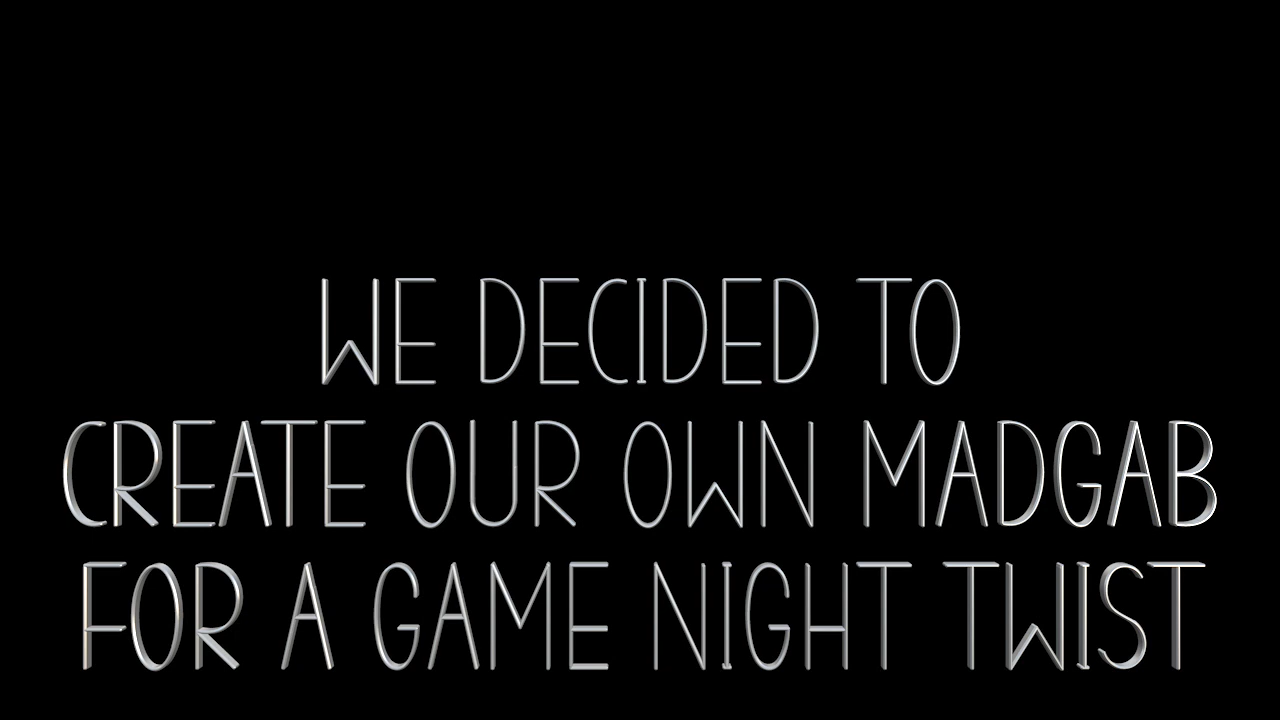 WE DECIDED TO
CREATE OUR OWN MADGAB
FOR A GAME NIGHT TWIST